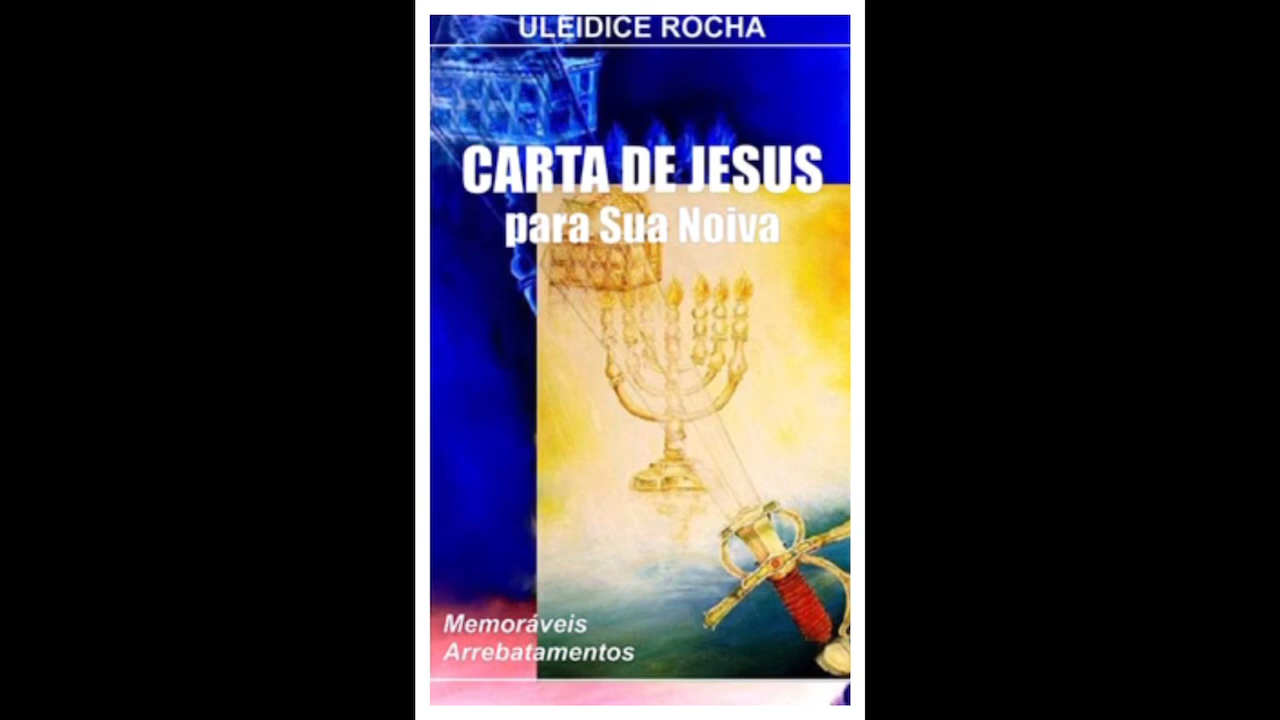 ULEIDICE ROCHA
CARTA DE JESUS
para Sua Noiva
Memoráveis
Arrebatamentos